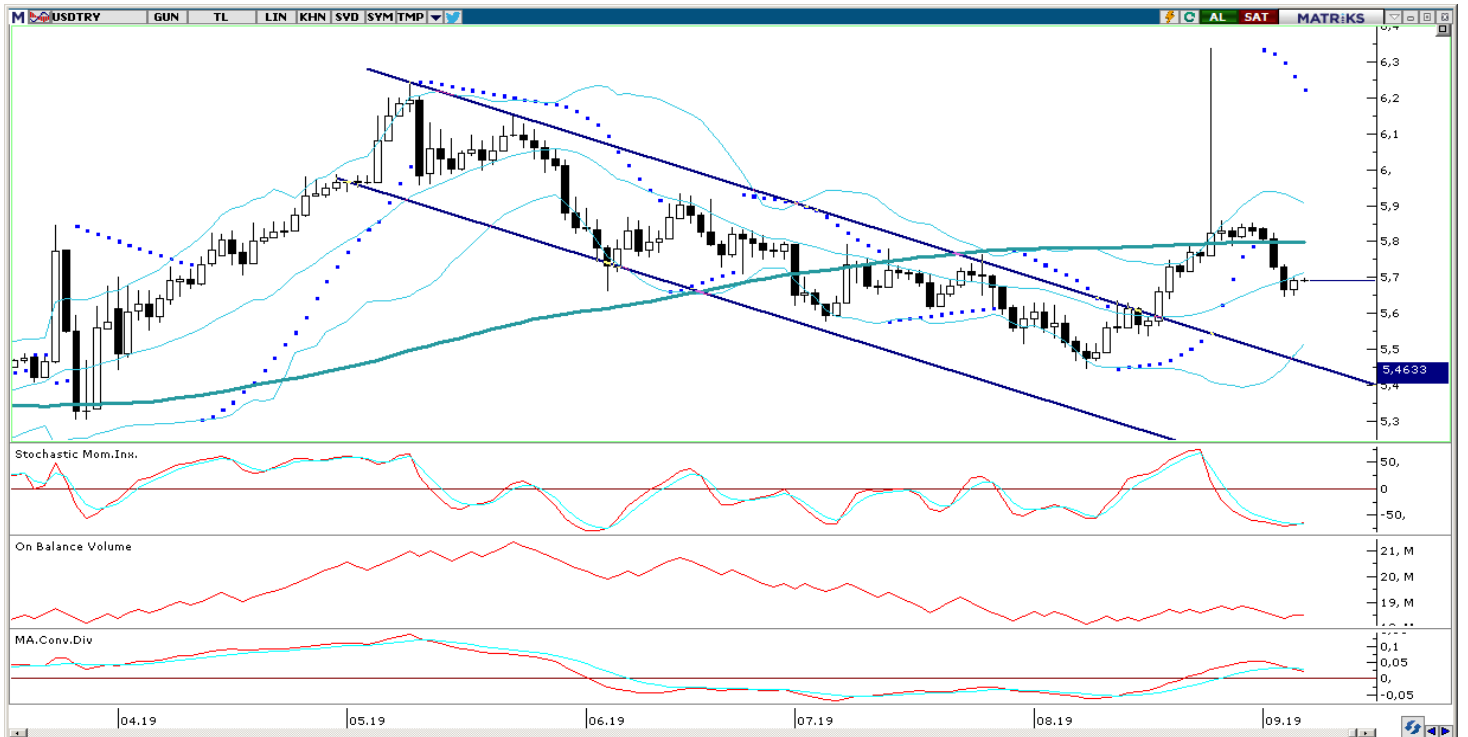 M USDTRY GUN TL LIN KHN SVD SYM TMP AL SAT MATRiKS
6,3
6,2
6,1
6,
5,9
5,8
5,7
5,6
5,5
5,4633
5,4
5,3
Stochastic Mom.Inx.
50,
0
-50,
On Balance Volume
21, M
20, M
19, M
MA.Conv.Div
0,1
0,05
0,
-0,05
04.19 05.19 06.19 07.19 08.19 09.19